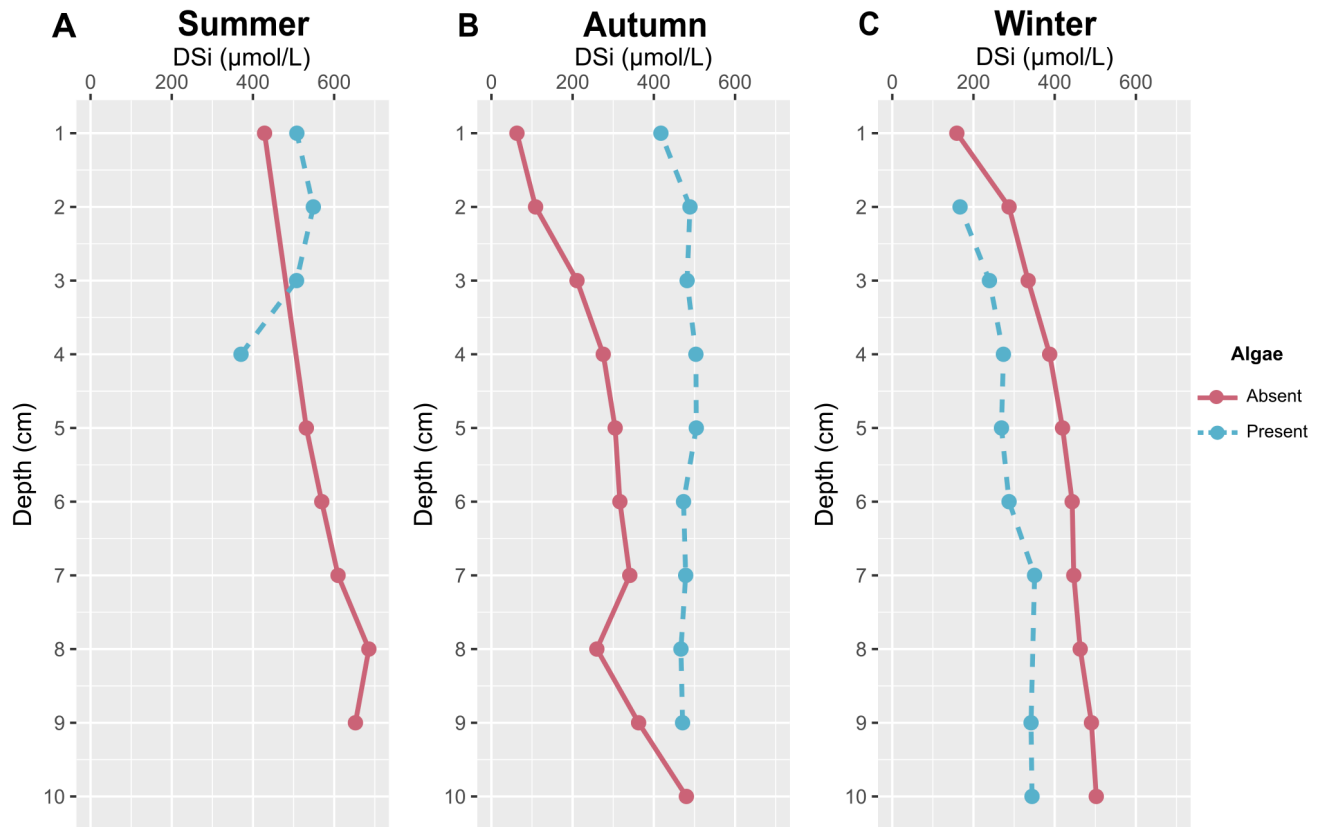 A Summer
DSi (µmol/L)
0 200 400 600
1
2
3
4
5
6
7
8
9
10
Depth (cm)
B Autumn
DSi (µmol/L)
0 200 400 600
1
2
3
4
5
6
7
8
9
10
Depth (cm)
C Winter
DSi (µmol/L)
0 200 400 600
1
2
3
4
5
6
7
8
9
10
Depth (cm)
Algae
Absent
Present